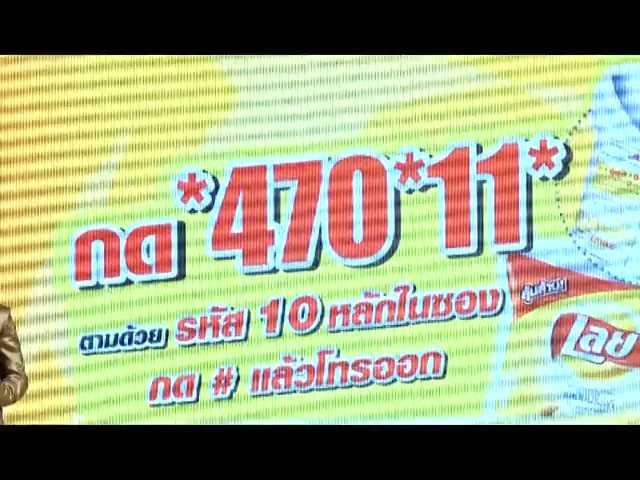 กด *470*11*
ตามด้วย รหัส 10 หลักในซอง
กด # แล้วโทรออก
เลย์